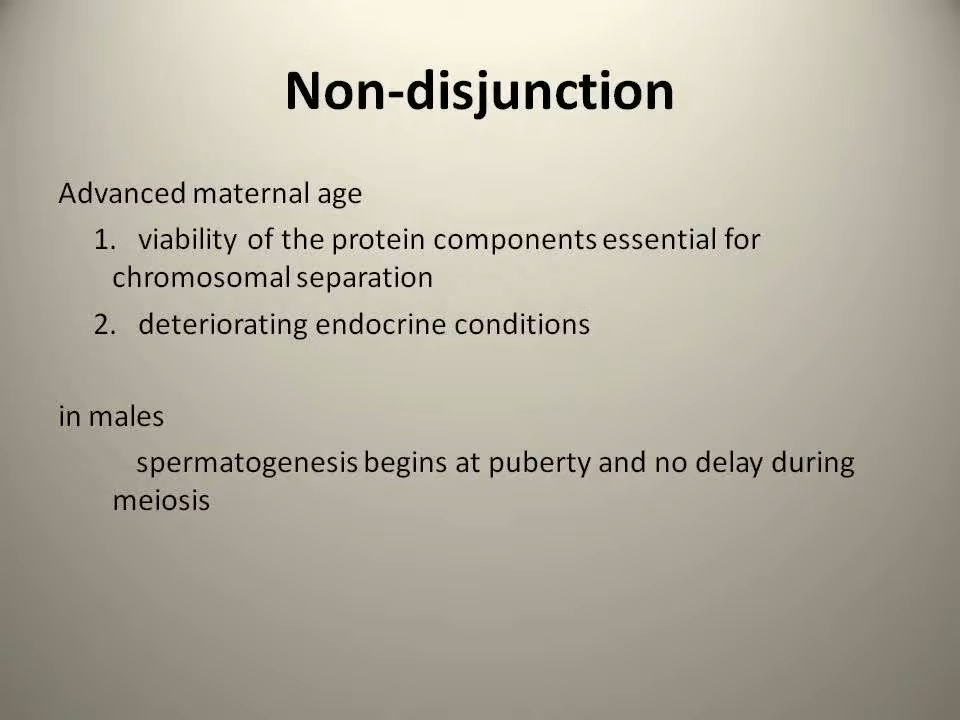 Non-disjunction
Advanced maternal age
1. viability of the protein components essential for
chromosomal separation
2. deteriorating endocrine conditions
in males
spermatogenesis begins at puberty and no delay during
meiosis